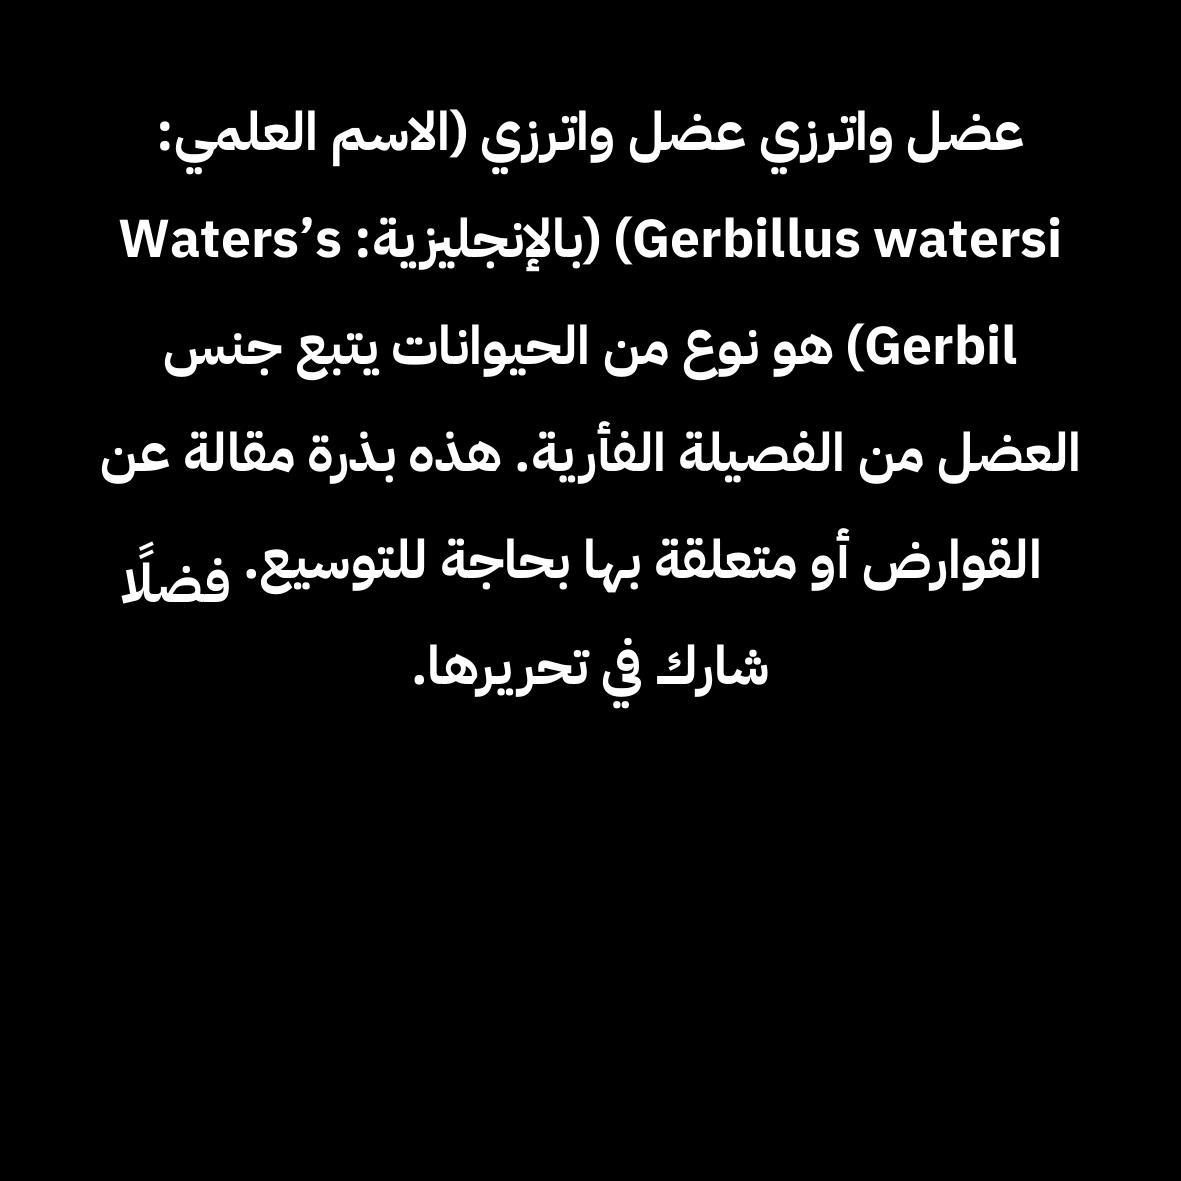 عضل واترزي عضل واترزي (الاسم العلمي:
Gerbillus watersi) (بالإنجليزية: Waters’s
Gerbil) هو نوع من الحيوانات يتبع جنس
العضل من الفصيلة الفأرية. هذه بذرة مقالة عن
القوارض أو متعلقة بها بحاجة للتوسيع. فضلًا
شارك في تحريرها.